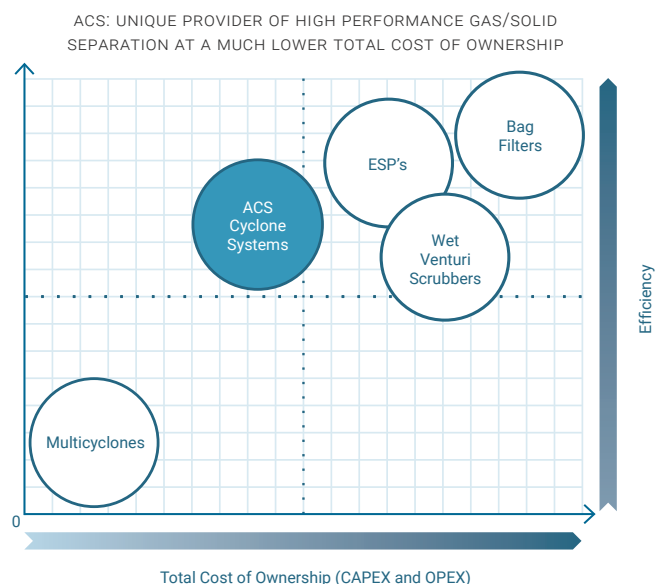 ACS: UNIQUE PROVIDER OF HIGH PERFORMANCE GAS/SOLID
SEPARATION AT A MUCH LOWER TOTAL COST OF OWNERSHIP
Bag
Filters
ESP's
ACS
Cyclone
Systems
Wet
Venturi
Scrubbers
Efficiency
Multicyclones
0
Total Cost of Ownership (CAPEX and OPEX)